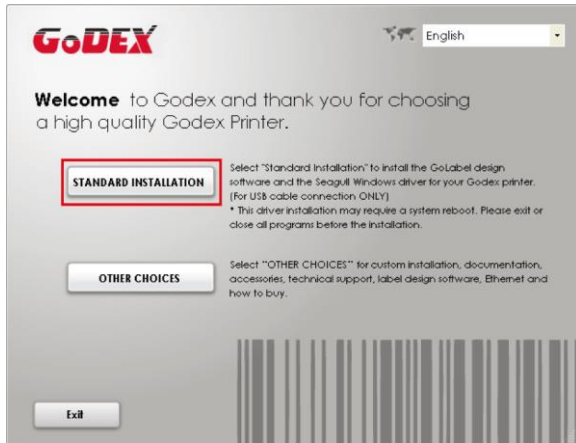 GoDEX
English
Welcome to Godex and thank you for choosing
a high quality Godex Printer.
STANDARD INSTALLATION
Select "Standard Installation" to install the GoLabel design
software and the Seagull Windows driver for your Godex printer.
(For USB cable connection ONLY)
* This driver installation may require a system reboot. Please exit or
close all programs before the installation.
OTHER CHOICES
Select "OTHER CHOICES" for custom installation, documentation,
accessories, technical support, label design software, Ethernet and
how to buy.
Exit